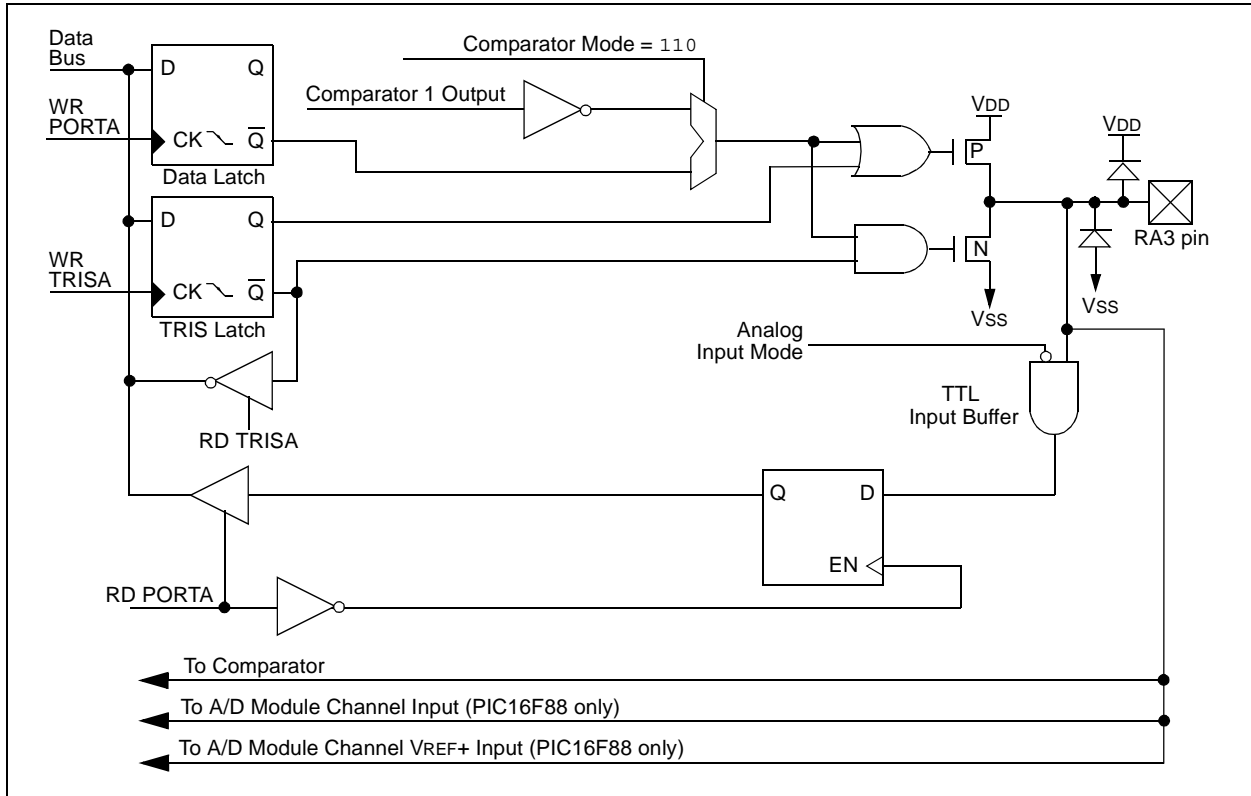 Data
Bus
D Q
WR
PORTA
CK Q
Data Latch
Comparator Mode = 110
Comparator 1 Output
VDD
P
VDD
RA3 pin
D Q
WR
TRISA
CK Q
TRIS Latch
N
VSS
VSS
Analog
Input Mode
TTL
Input Buffer
RD TRISA
Q D
EN
RD PORTA
To Comparator
To A/D Module Channel Input (PIC16F88 only)
To A/D Module Channel VREF+ Input (PIC16F88 only)